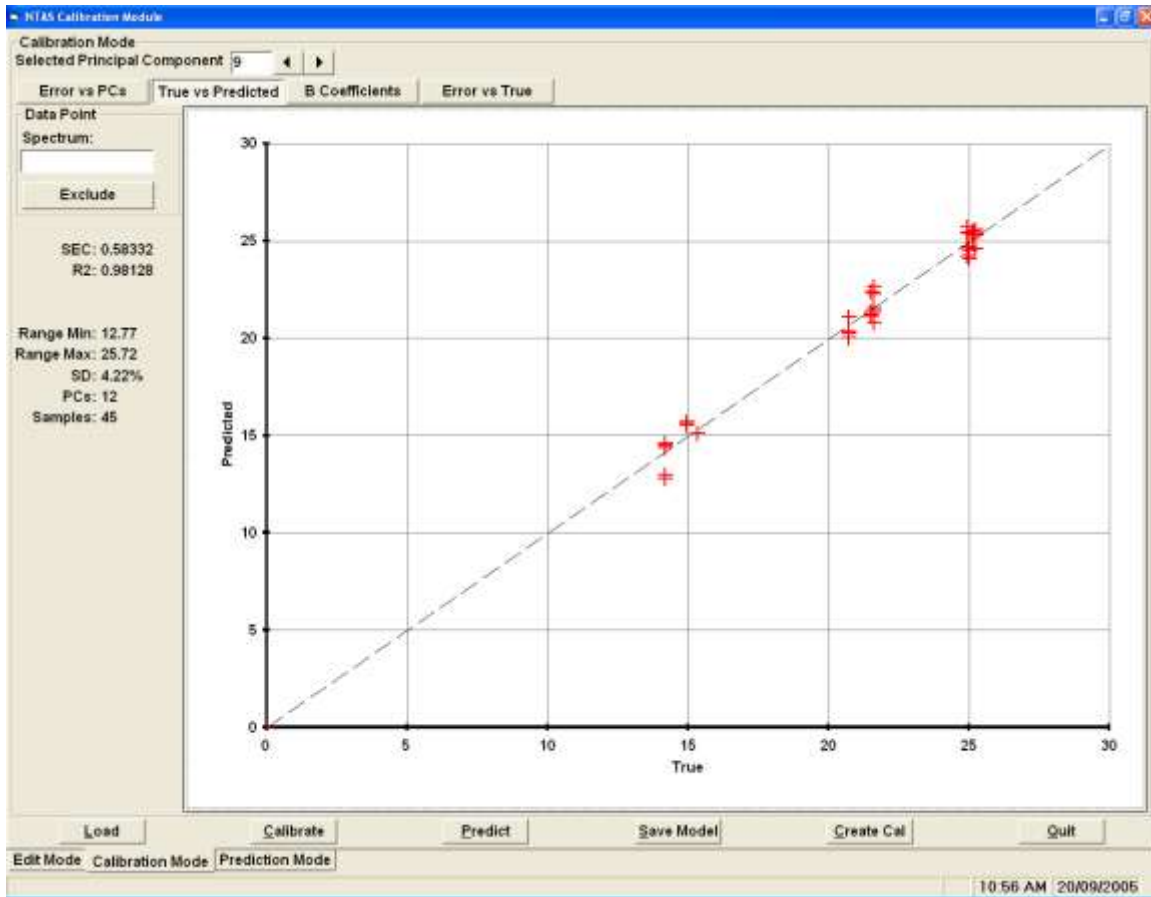 NTAS Calibration Module
Calibration Mode
Selected Principal Component 9
Error vs PCs True vs Predicted B Coefficients Error vs True
Data Point
Spectrum:
Exclude
SEC: 0.58332
R2: 0.98128
Range Min: 12.77
Range Max: 25.72
SD: 4.22%
PCs: 12
Samples: 45
30
25
20
15
10
5
0
Predicted
0 5 10 15 20 25 30
True
Load Calibrate Predict Save Model Create Cal Quit
Edit Mode Calibration Mode Prediction Mode
10:56 AM 20/09/2005